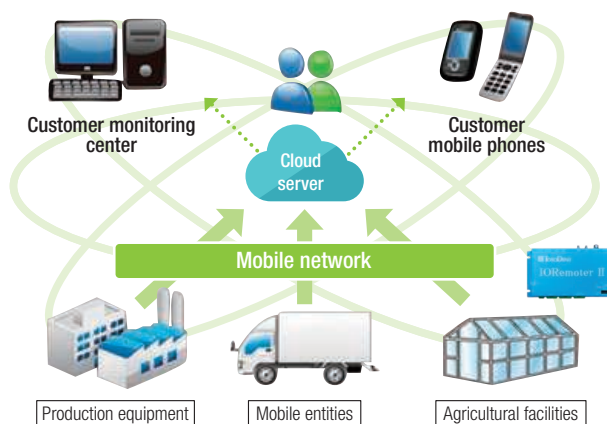 Customer monitoring
center
Customer
mobile phones
Cloud
server
Mobile network
IORemoter II
Production equipment
Mobile entities
Agricultural facilities